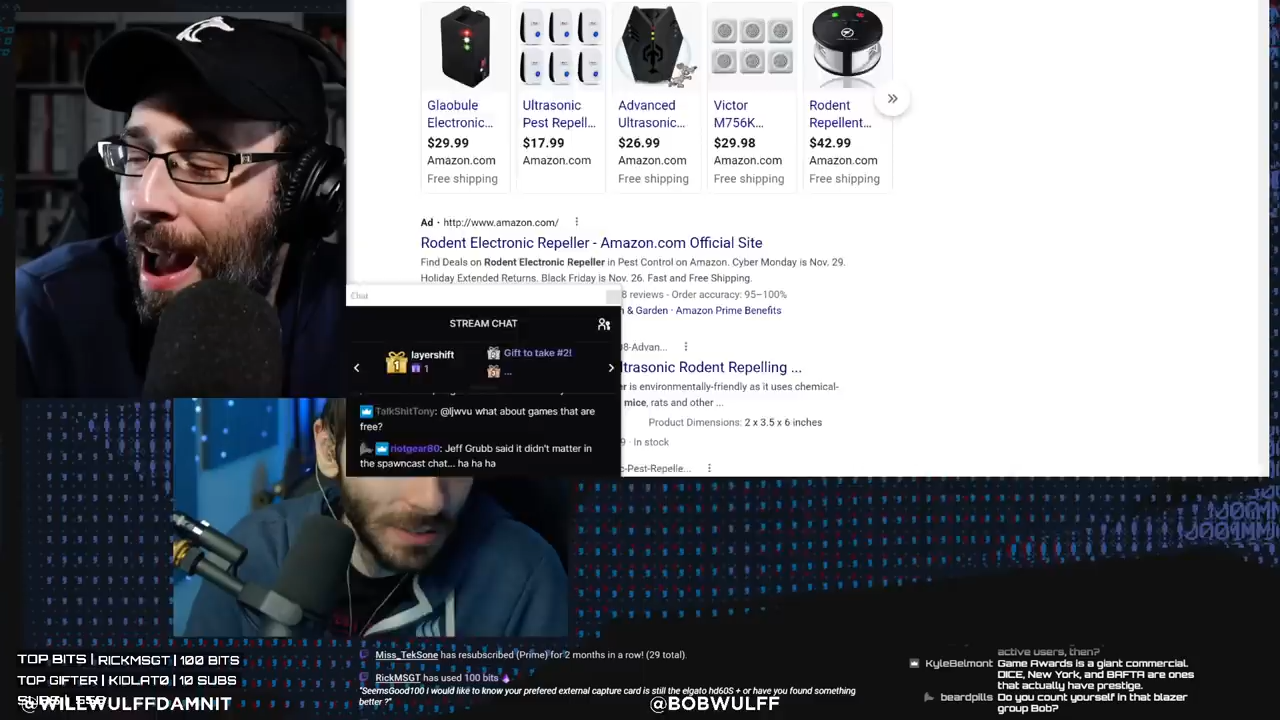 Glaobule
Electronic...
$29.99
Amazon.com
Free shipping
Ultrasonic
Pest Repell...
$17.99
Amazon.com
Advanced
Ultrasonic...
$26.99
Amazon.com
Free shipping
Victor
M756K...
$29.98
Amazon.com
Free shipping
Rodent
Repellent...
$42.99
Amazon.com
Free shipping
Ad · http://www.amazon.com/
Rodent Electronic Repeller - Amazon.com Official Site
Find Deals on Rodent Electronic Repeller in Pest Control on Amazon. Cyber Monday is Nov. 29.
Holiday Extended Returns. Black Friday is Nov. 26. Fast and Free Shipping.
8 reviews - Order accuracy: 95–100%
n & Garden · Amazon Prime Benefits
08-Advan...
ltrasonic Rodent Repelling ...
er is environmentally-friendly as it uses chemical-
mice, rats and other ...
Product Dimensions: 2 x 3.5 x 6 inches
9 · In stock
c-Pest-Repelle...
Chat
STREAM CHAT
1 layershift
1
2 Gift to take #2!
3 ...
TalkShitTony: @ljwvu what about games that are
free?
riotgear80: Jeff Grubb said it didn't matter in
the spawncast chat... ha ha ha
TOP BITS | RICKMSGT | 100 BITS
TOP GIFTER | KIDLAT0 | 10 SUBS
@WILLWULFFDAMNIT
Miss_TekSone has resubscribed (Prime) for 2 months in a row! (29 total).
RickMSGT has used 100 bits
"SeemsGood100 I would like to know your prefered external capture card is still the elgato hd60S + or have you found something
better ?"
@BOBWULFF
active users, then?
KyleBelmont Game Awards is a giant commercial.
DICE, New York, and BAFTA are ones
that actually have prestige.
beardpills Do you count yourself in that blazer
group Bob?